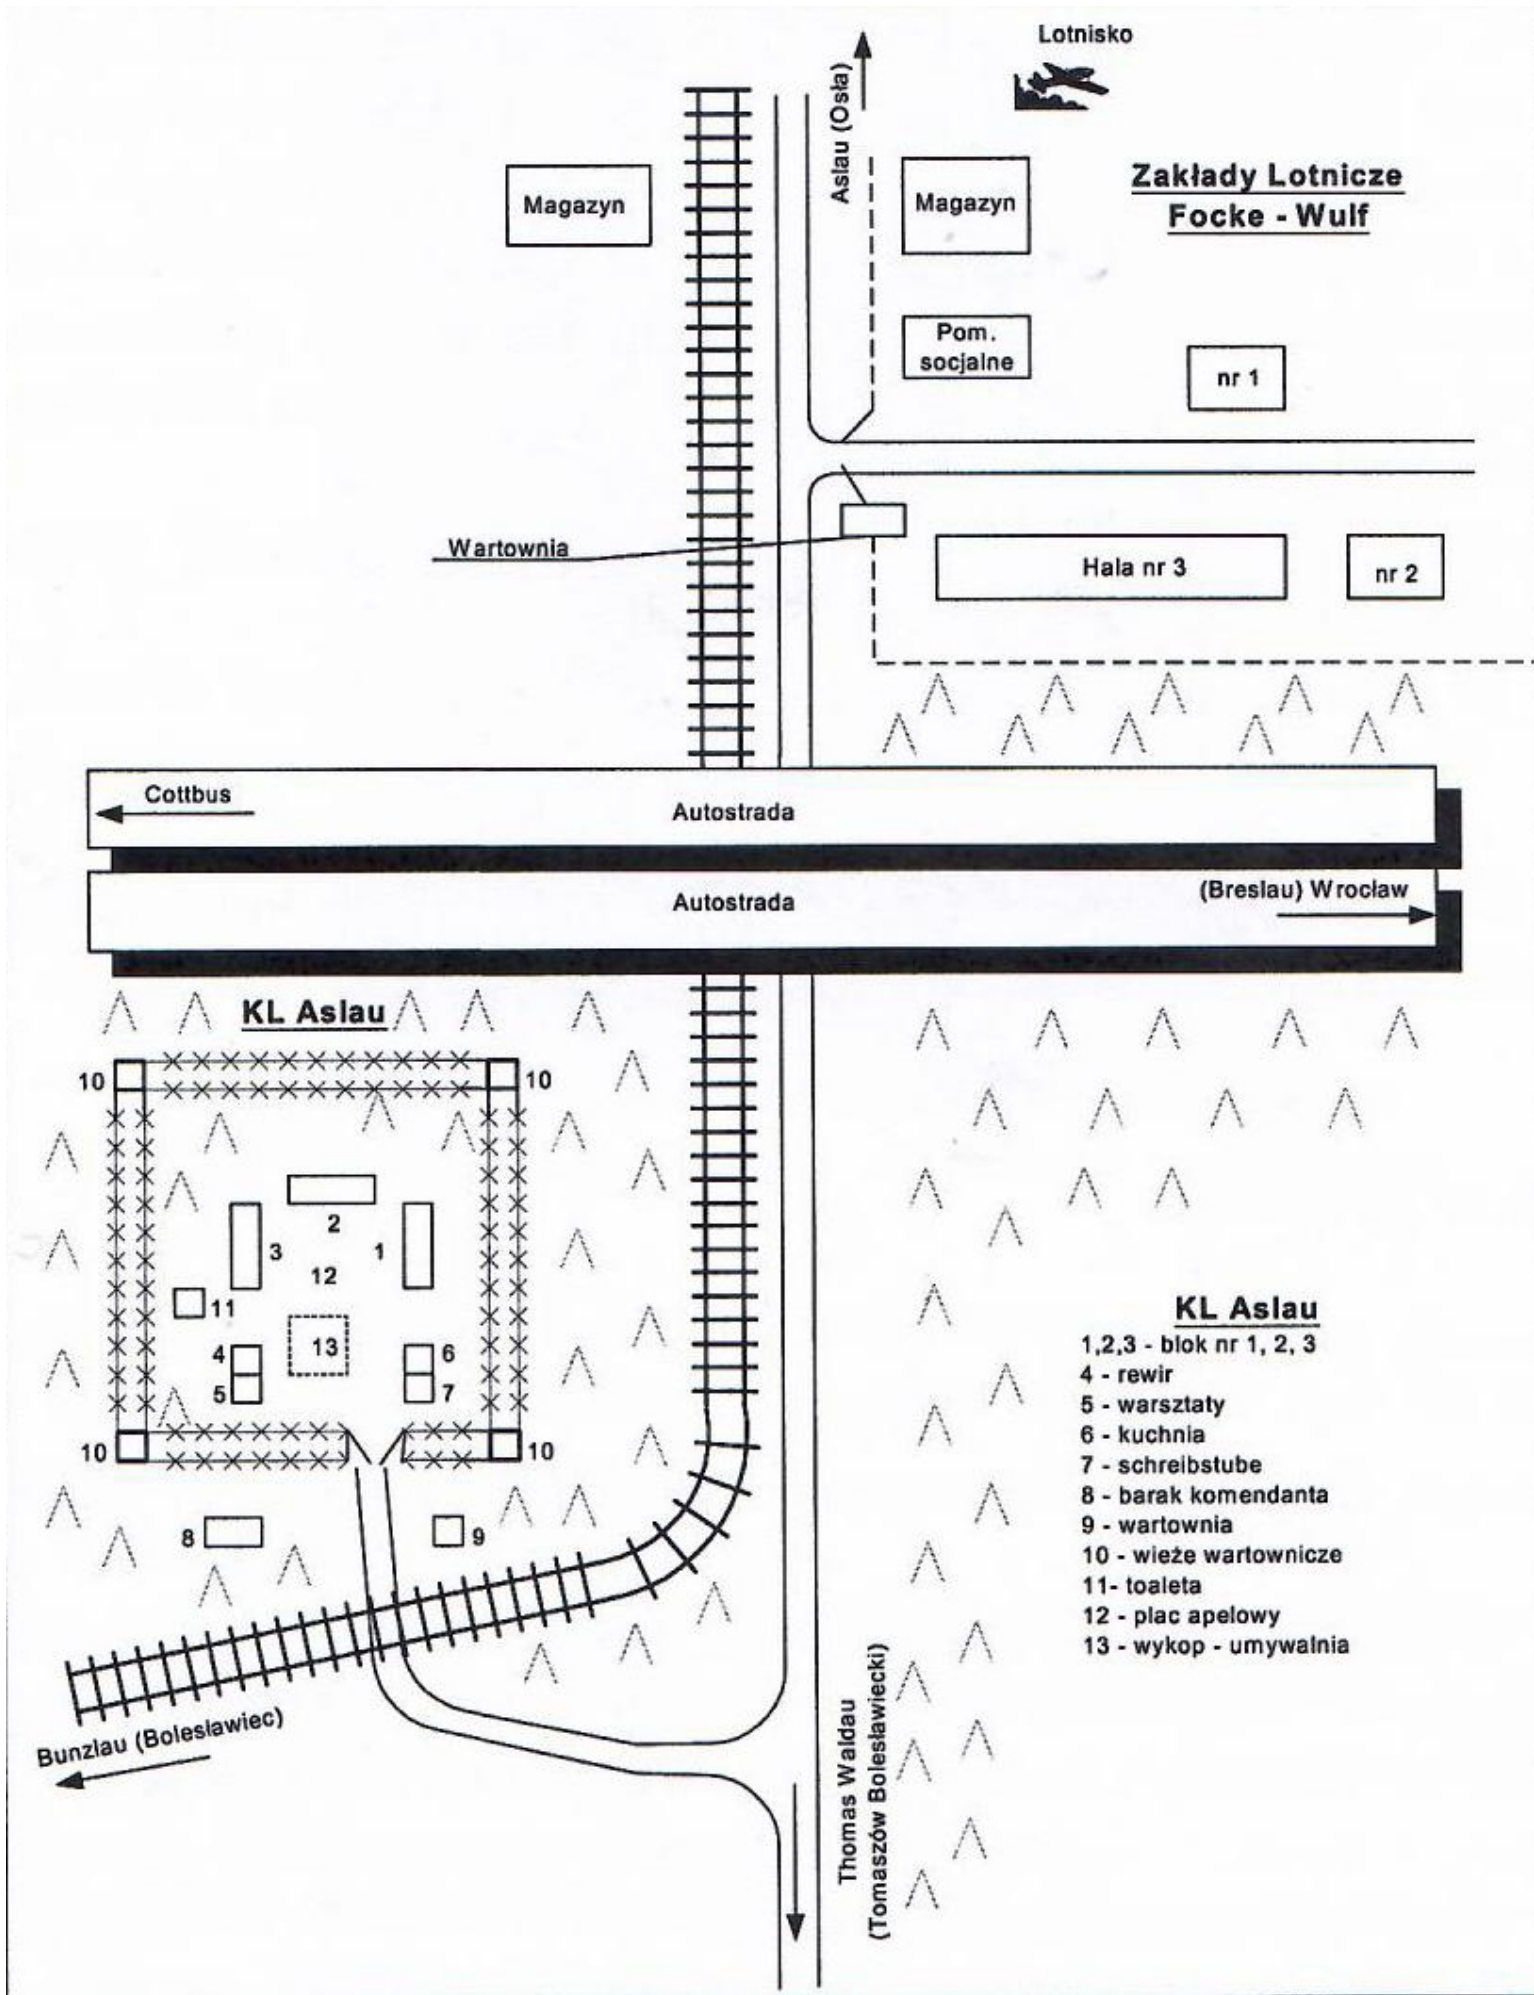 Lotnisko
Aslau (Osła)
Zakłady Lotnicze
Focke - Wulf
Magazyn
Magazyn
Pom.
socjalne
nr 1
Wartownia
Hala nr 3
nr 2
Cottbus
Autostrada
Autostrada
(Breslau) Wrocław
KL Aslau
10
10
2
3
1
12
11
13
4
6
5
7
10
10
8
9
Bunzlau (Bolesławiec)
Thomas Waldau
(Tomaszów Bolesławiecki)
KL Aslau
1,2,3 - blok nr 1, 2, 3
4 - rewir
5 - warsztaty
6 - kuchnia
7 - schreibstube
8 - barak komendanta
9 - wartownia
10 - wieże wartownicze
11- toaleta
12 - plac apelowy
13 - wykop - umywalnia